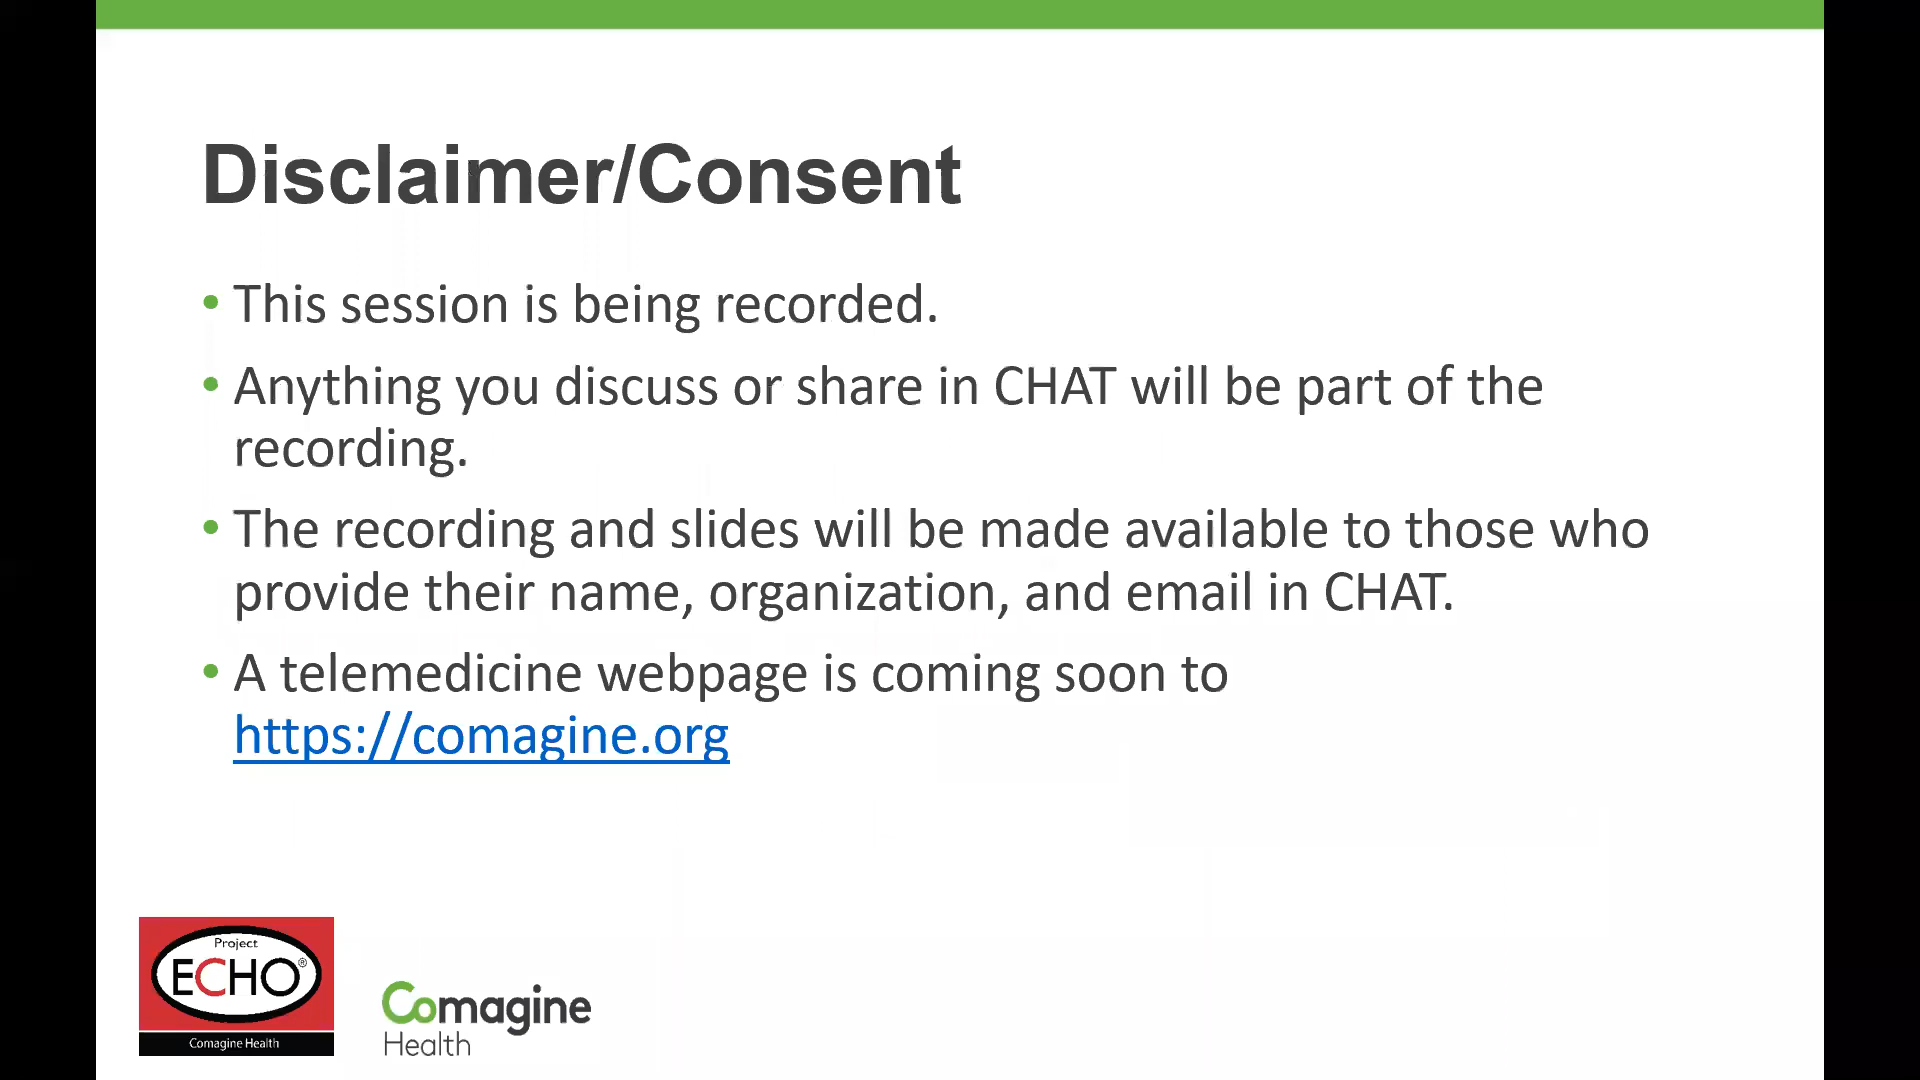 Disclaimer/Consent
• This session is being recorded.
• Anything you discuss or share in CHAT will be part of the
recording.
• The recording and slides will be made available to those who
provide their name, organization, and email in CHAT.
• A telemedicine webpage is coming soon to
https://comagine.org
Project
ECHO®
Comagine Health
Comagine
Health